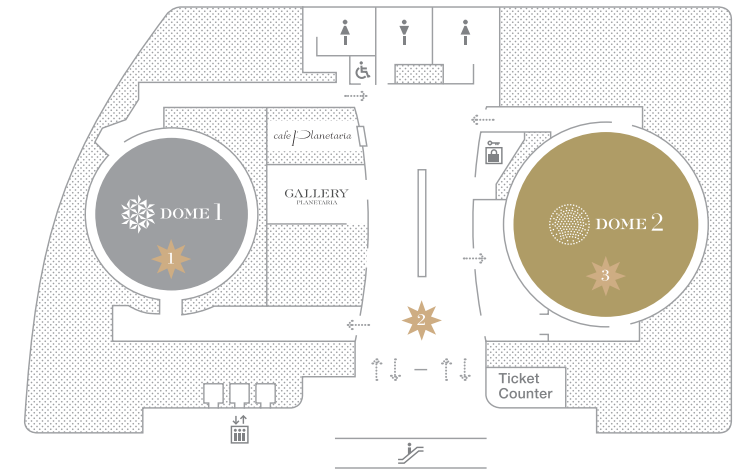 cafe Planetaria
GALLERY
PLANETARIA
DOME 1
DOME 2
1
3
2
Ticket
Counter